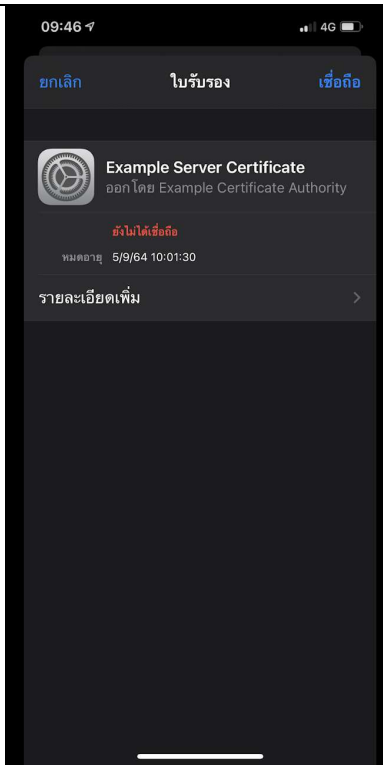 09:46 4G
ยกเลิก ใบรับรอง เชื่อถือ
Example Server Certificate
ออกโดย Example Certificate Authority
ยังไม่ได้เชื่อถือ
หมดอายุ 5/9/64 10:01:30
รายละเอียดเพิ่ม